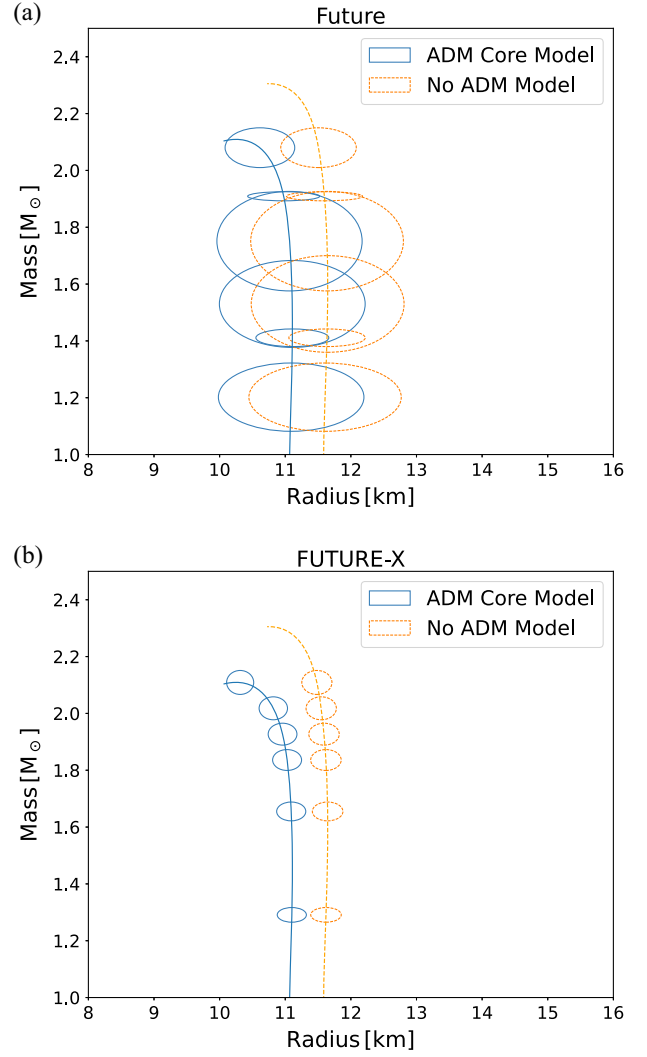 (a)
Future
ADM Core Model
No ADM Model
Mass [M⊙]
2.4
2.2
2.0
1.8
1.6
1.4
1.2
1.0
8 9 10 11 12 13 14 15 16
Radius [km]
(b)
FUTURE-X
ADM Core Model
No ADM Model
Mass [M⊙]
2.4
2.2
2.0
1.8
1.6
1.4
1.2
1.0
8 9 10 11 12 13 14 15 16
Radius [km]